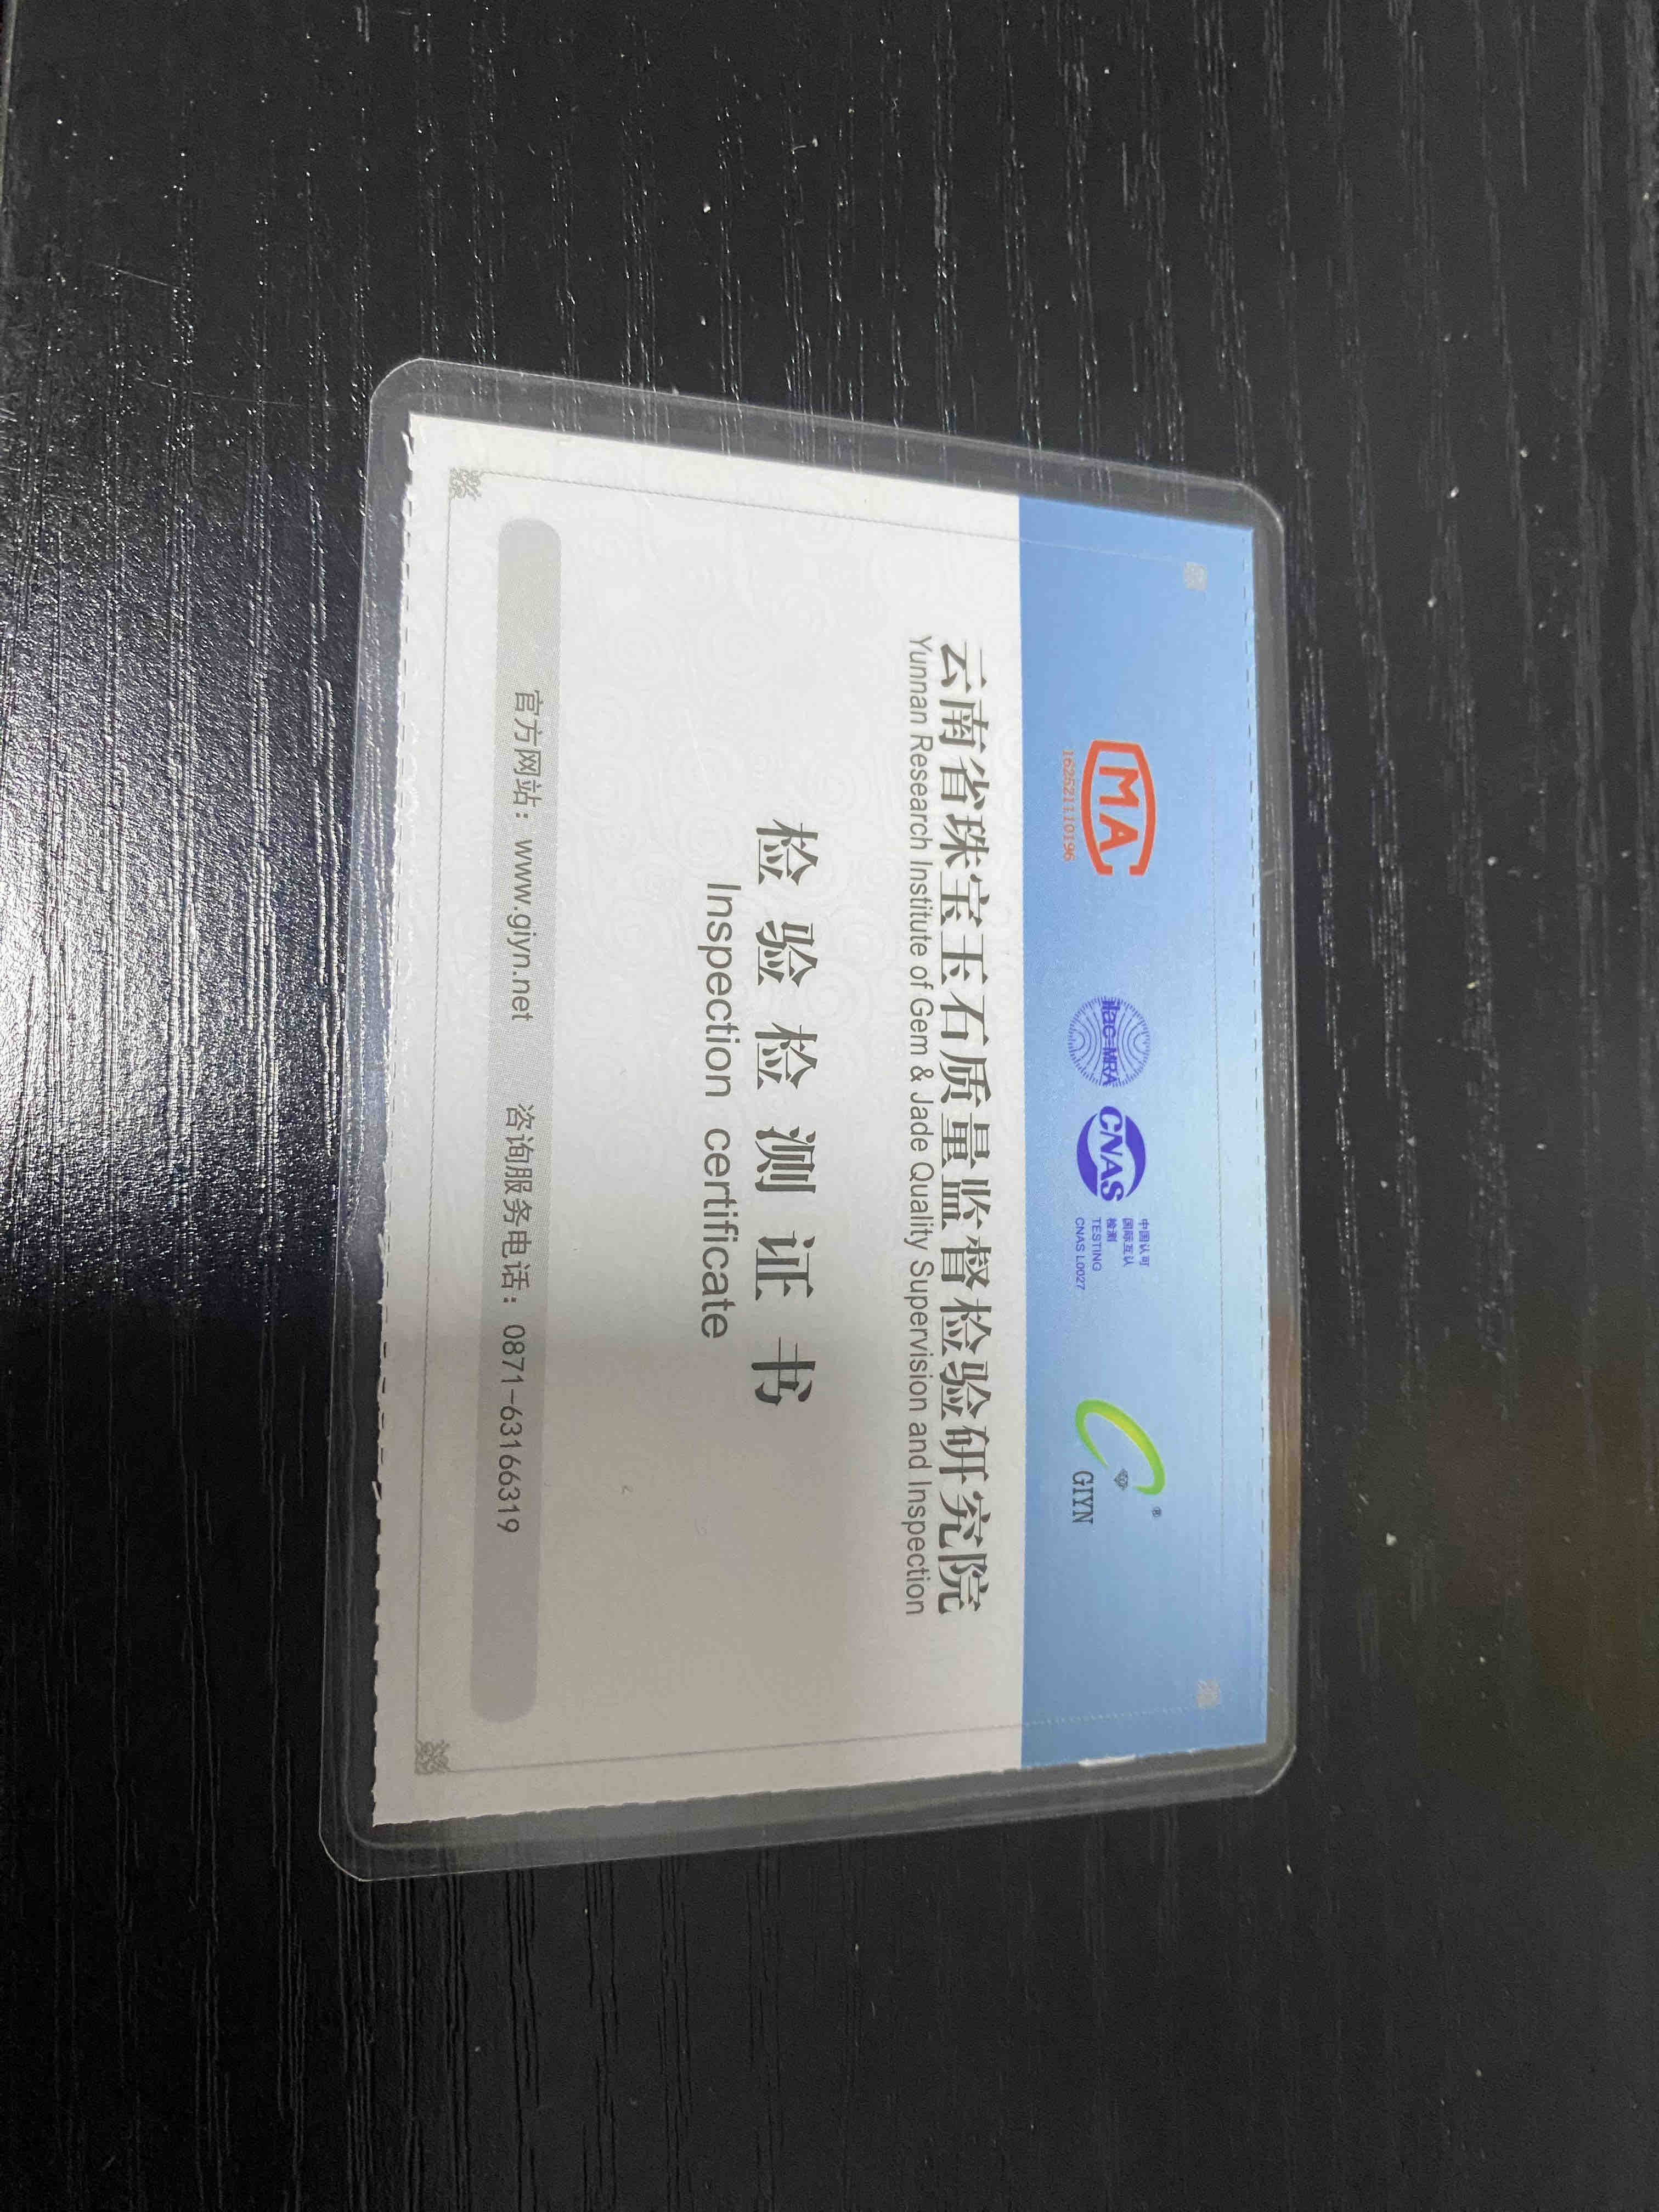 MA
162521110196
ilac-MRA
CNAS
中国认可
国际互认
检测
TESTING
CNAS L0027
®
GIYN
云南省珠宝玉石质量监督检验研究院
Yunnan Research Institute of Gem & Jade Quality Supervision and Inspection
检验检测证书
Inspection certificate
官方网站：www.giyn.net 咨询服务电话：0871-63166319